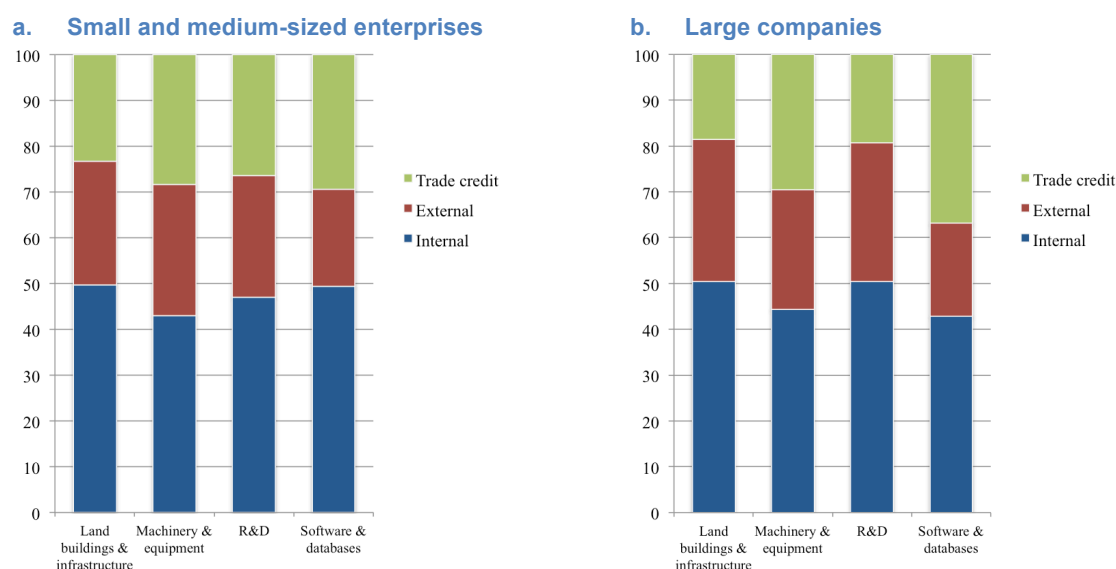 a. Small and medium-sized enterprises
100
90
80
70
60
50
40
30
20
10
0
Trade credit
External
Internal
Land
buildings &
infrastructure
Machinery &
equipment
R&D
Software &
databases
b. Large companies
100
90
80
70
60
50
40
30
20
10
0
Trade credit
External
Internal
Land
buildings &
infrastructure
Machinery &
equipment
R&D
Software &
databases